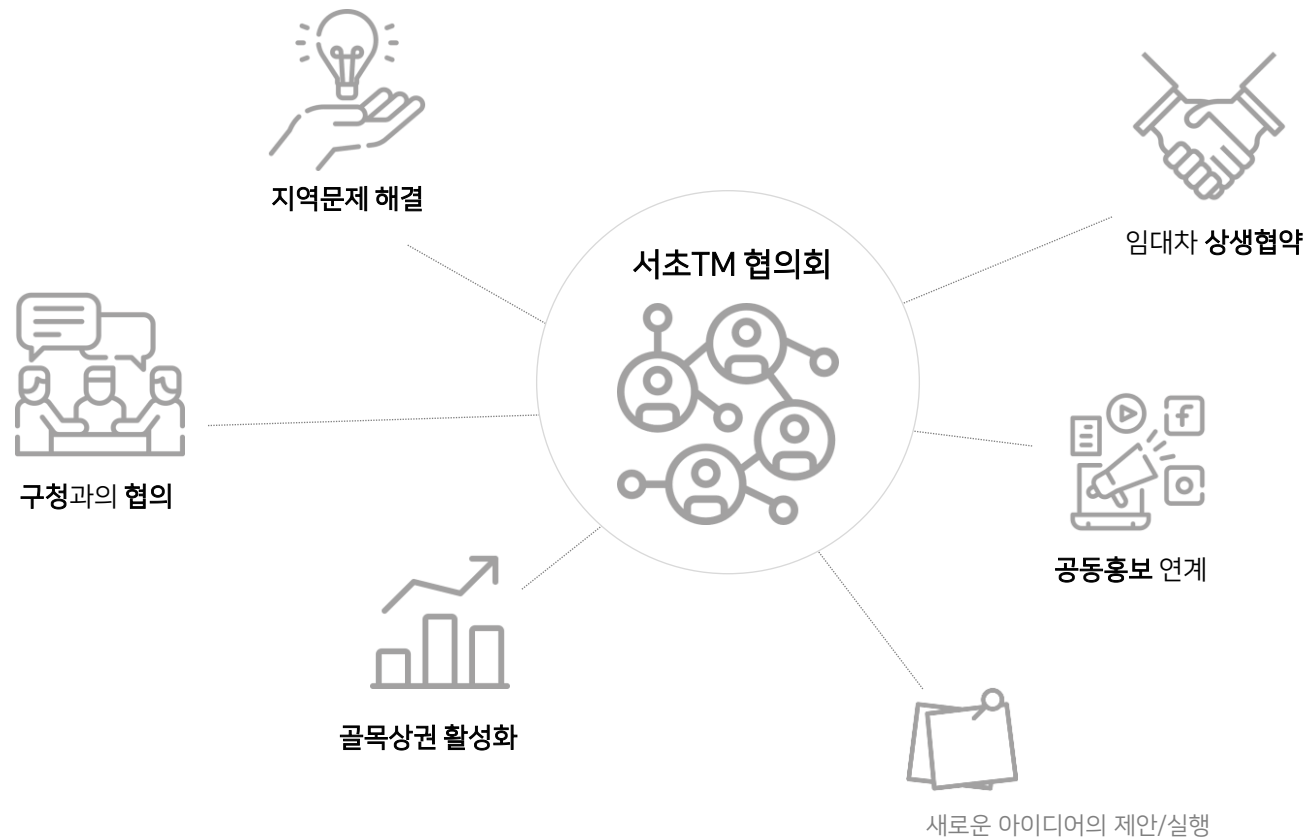 지역문제 해결
임대차 상생협약
서초TM 협의회
구청과의 협의
공동홍보 연계
골목상권 활성화
새로운 아이디어의 제안/실행